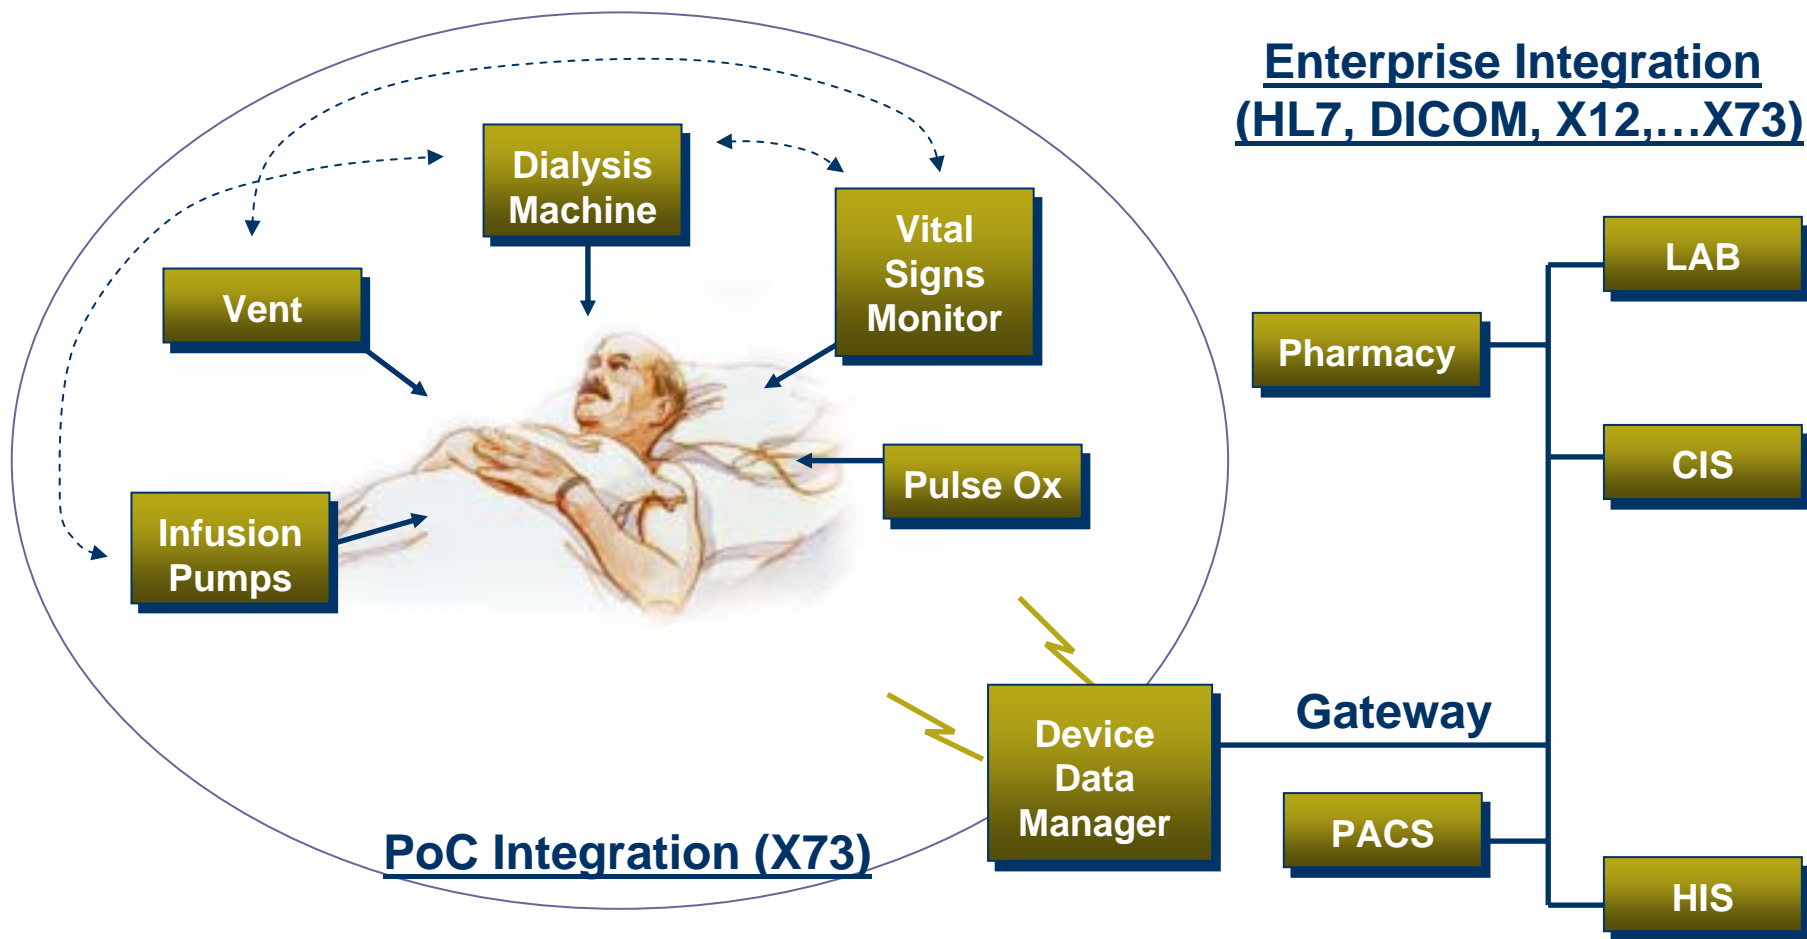 Enterprise Integration
(HL7, DICOM, X12,…X73)
Dialysis
Machine
Vital
Signs
Monitor
Vent
LAB
Pharmacy
CIS
Pulse Ox
Infusion
Pumps
Gateway
Device
Data
Manager
PACS
PoC Integration (X73)
HIS